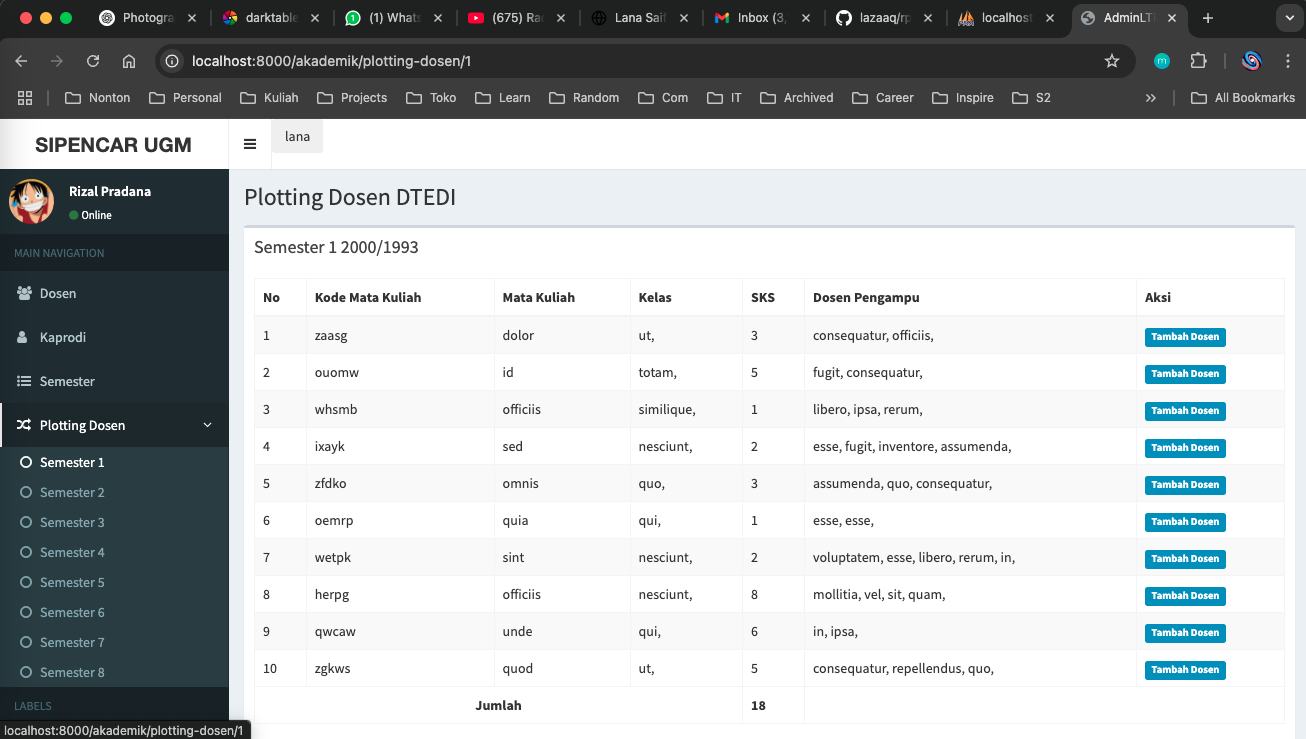 Photogra
darktable
(1) Whats
(675) Rac
Lana Saif
Inbox (3,
lazaaq/rp
localhost
AdminLTE
localhost:8000/akademik/plotting-dosen/1
Nonton
Personal
Kuliah
Projects
Toko
Learn
Random
Com
IT
Archived
Career
Inspire
S2
All Bookmarks
SIPENCAR UGM
lana
Rizal Pradana
Online
MAIN NAVIGATION
Dosen
Kaprodi
Semester
Plotting Dosen
Semester 1
Semester 2
Semester 3
Semester 4
Semester 5
Semester 6
Semester 7
Semester 8
LABELS
localhost:8000/akademik/plotting-dosen/1
Plotting Dosen DTEDI
Semester 1 2000/1993
No Kode Mata Kuliah Mata Kuliah Kelas SKS Dosen Pengampu Aksi
1 zaasg dolor ut, 3 consequatur, officiis, Tambah Dosen
2 ouomw id totam, 5 fugit, consequatur, Tambah Dosen
3 whsmb officiis similique, 1 libero, ipsa, rerum, Tambah Dosen
4 ixayk sed nesciunt, 2 esse, fugit, inventore, assumenda, Tambah Dosen
5 zfdko omnis quo, 3 assumenda, quo, consequatur, Tambah Dosen
6 oemrp quia qui, 1 esse, esse, Tambah Dosen
7 wetpk sint nesciunt, 2 voluptatem, esse, libero, rerum, in, Tambah Dosen
8 herpg officiis nesciunt, 8 mollitia, vel, sit, quam, Tambah Dosen
9 qwcaw unde qui, 6 in, ipsa, Tambah Dosen
10 zgkws quod ut, 5 consequatur, repellendus, quo, Tambah Dosen
Jumlah 18